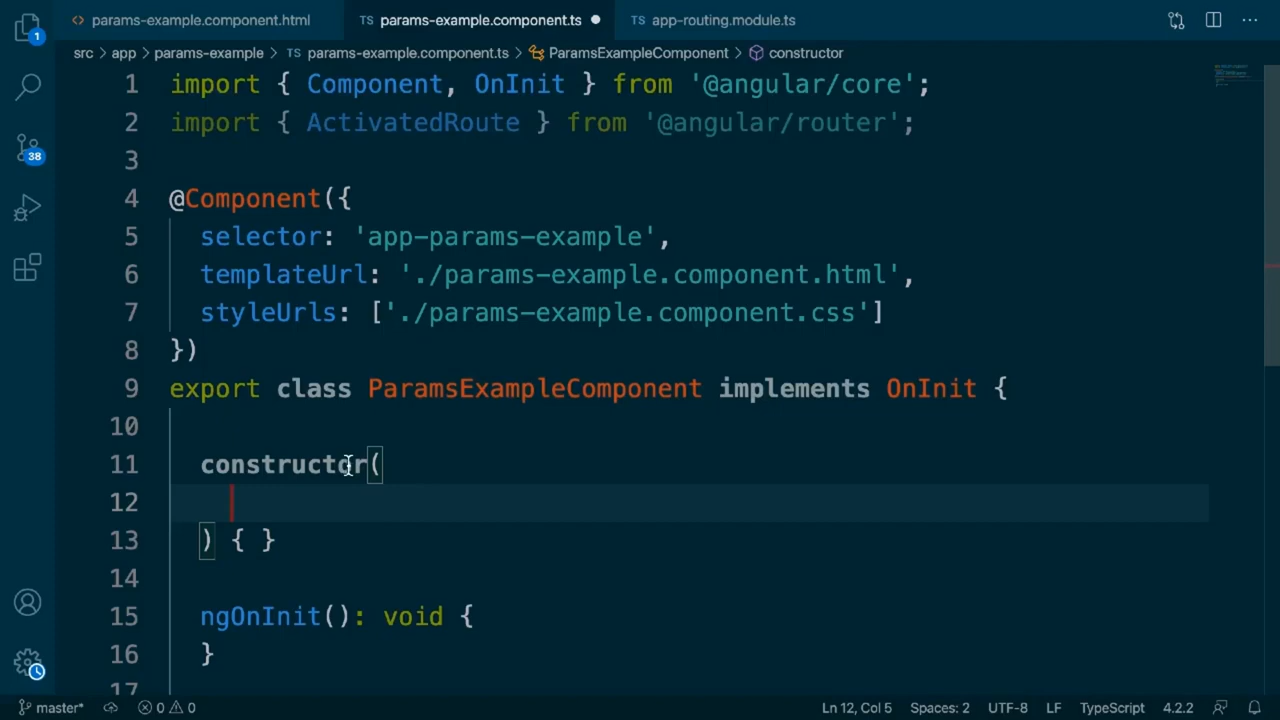 params-example.component.html
TS params-example.component.ts
TS app-routing.module.ts
1
38
src > app > params-example > TS params-example.component.ts > ParamsExampleComponent > constructor
1 import { Component, OnInit } from '@angular/core';
2 import { ActivatedRoute } from '@angular/router';
3
4 @Component({
5 selector: 'app-params-example',
6 templateUrl: './params-example.component.html',
7 styleUrls: ['./params-example.component.css']
8 })
9 export class ParamsExampleComponent implements OnInit {
10
11 constructor(
12
13 ) { }
14
15 ngOnInit(): void {
16 }
17
master* 0 0 Ln 12, Col 5 Spaces: 2 UTF-8 LF TypeScript 4.2.2